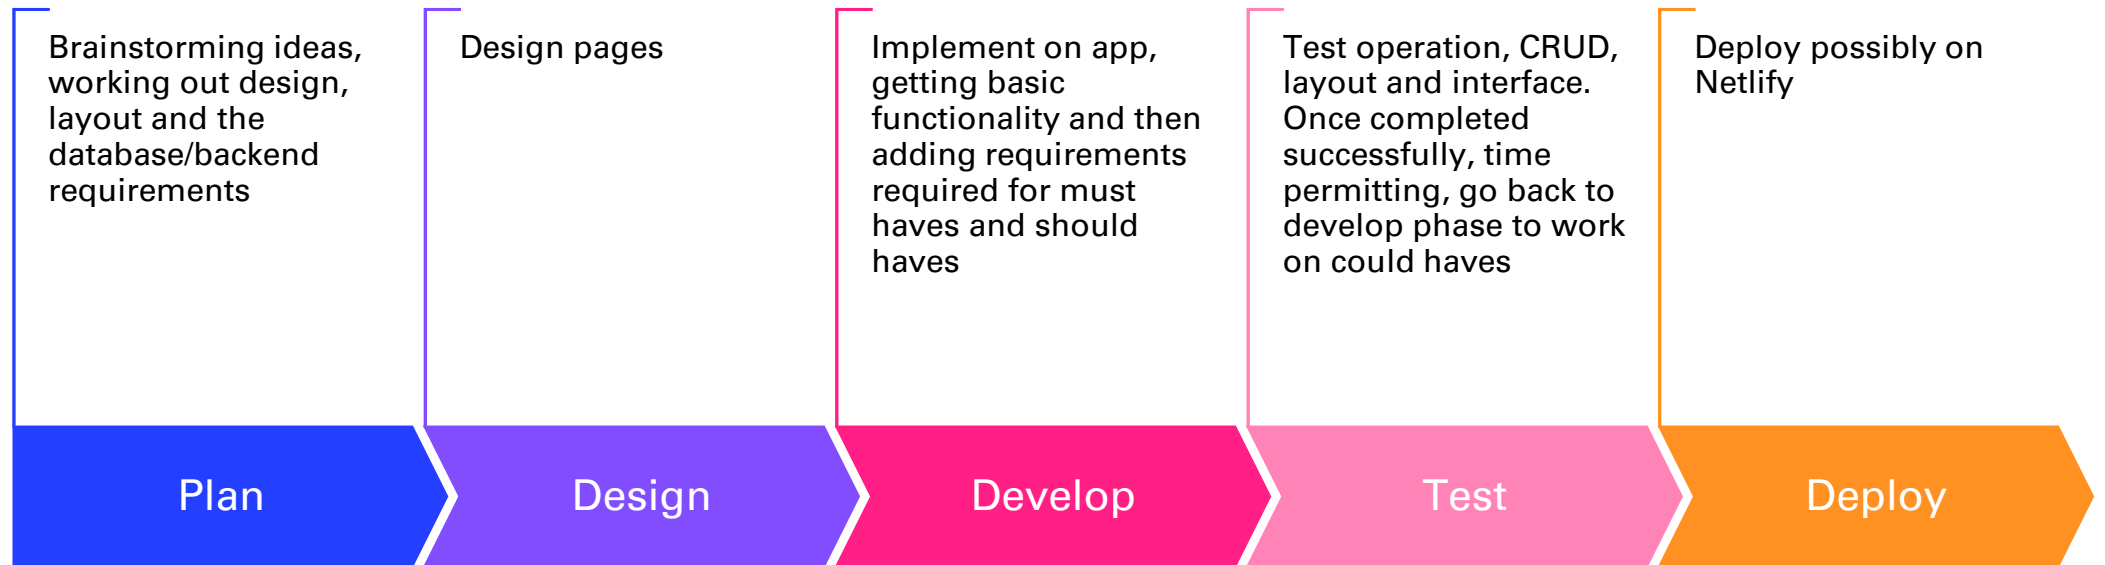 Brainstorming ideas,
working out design,
layout and the
database/backend
requirements
Design pages
Implement on app,
getting basic
functionality and then
adding requirements
required for must
haves and should
haves
Test operation, CRUD,
layout and interface.
Once completed
successfully, time
permitting, go back to
develop phase to work
on could haves
Deploy possibly on
Netlify
Plan
Design
Develop
Test
Deploy